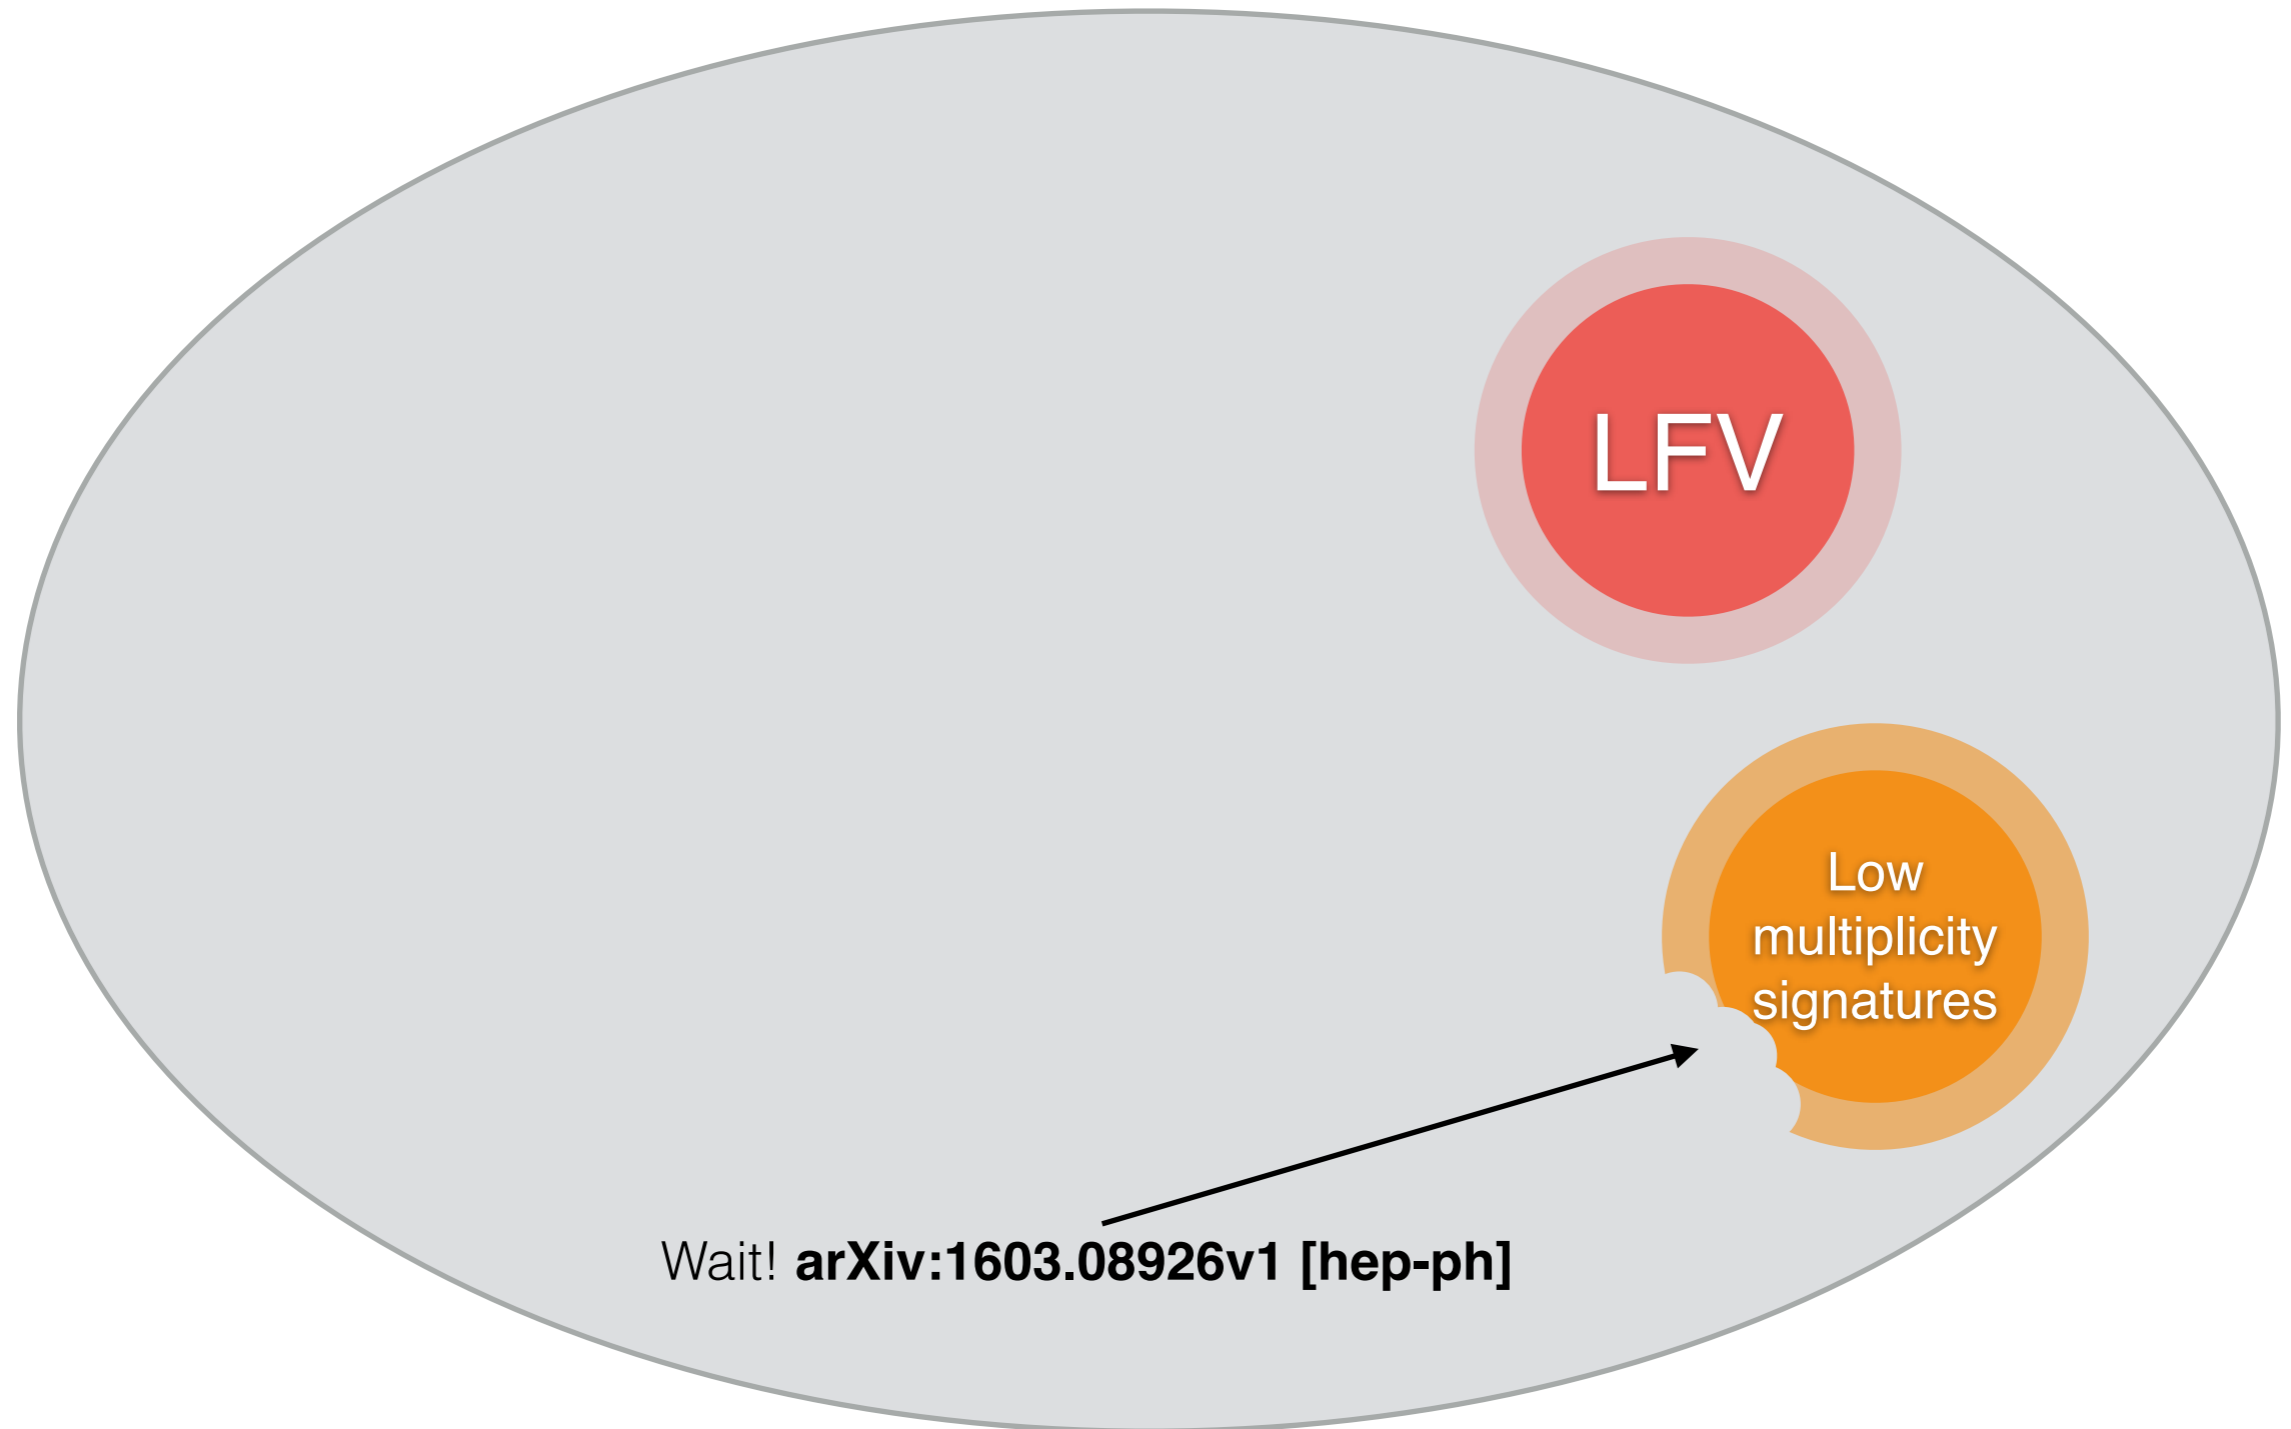 LFV
Low
multiplicity
signatures
Wait! arXiv:1603.08926v1 [hep-ph]